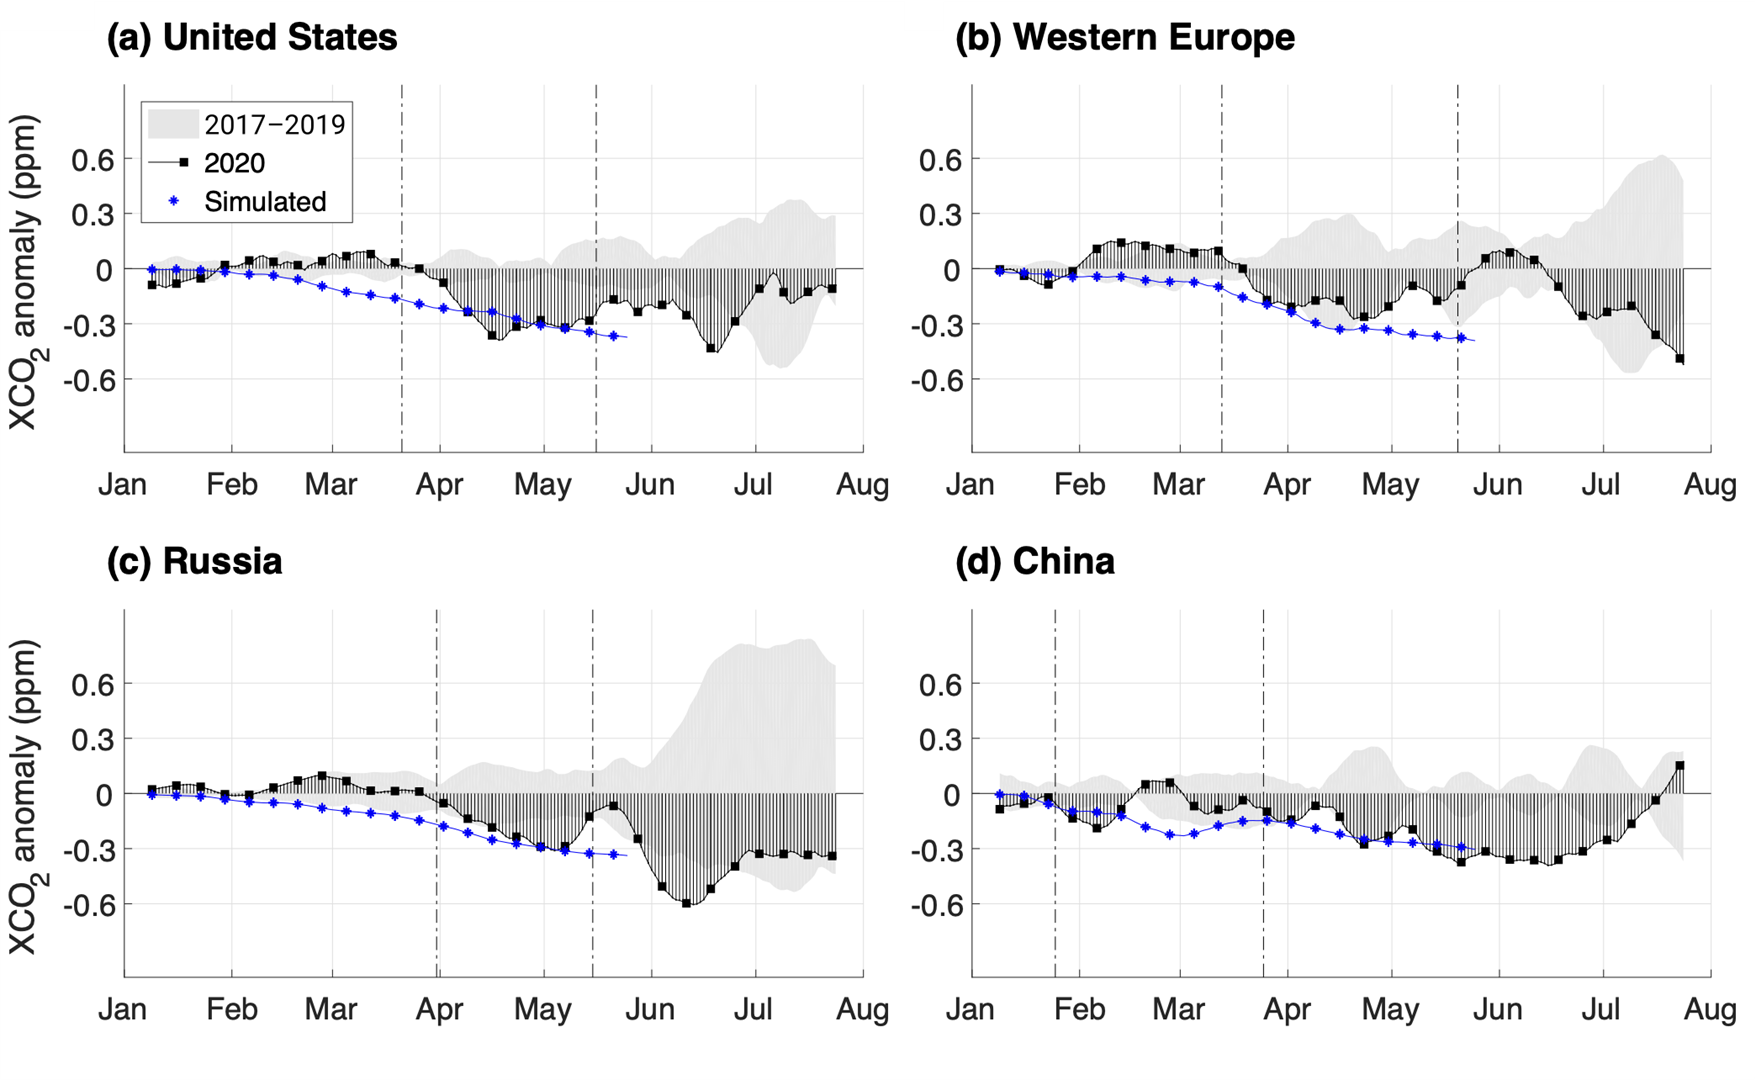 (a) United States
XCO2 anomaly (ppm)
0.6
0.3
0
-0.3
-0.6
2017–2019
2020
Simulated
Jan Feb Mar Apr May Jun Jul Aug
(b) Western Europe
0.6
0.3
0
-0.3
-0.6
Jan Feb Mar Apr May Jun Jul Aug
(c) Russia
XCO2 anomaly (ppm)
0.6
0.3
0
-0.3
-0.6
Jan Feb Mar Apr May Jun Jul Aug
(d) China
0.6
0.3
0
-0.3
-0.6
Jan Feb Mar Apr May Jun Jul Aug